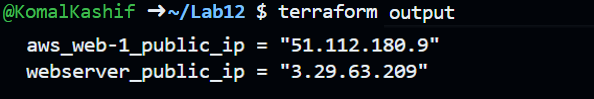 @KomalKashif ➜~/Lab12 $ terraform output
aws_web-1_public_ip = "51.112.180.9"
webserver_public_ip = "3.29.63.209"